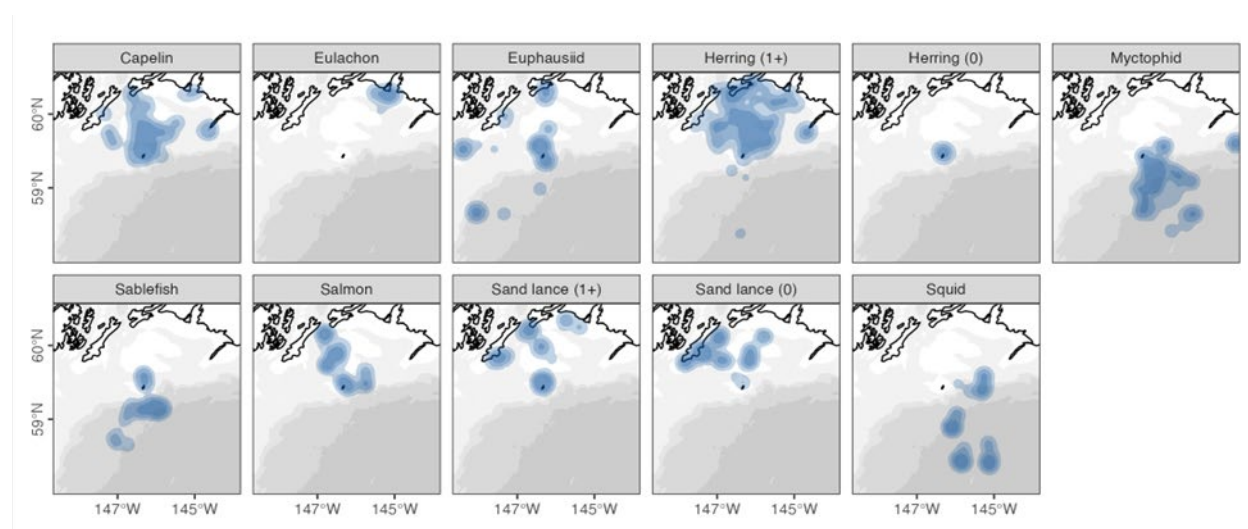 Capelin Eulachon Euphausiid Herring (1+) Herring (0) Myctophid
60°N
59°N
Sablefish Salmon Sand lance (1+) Sand lance (0) Squid
60°N
59°N
147°W 145°W 147°W 145°W 147°W 145°W 147°W 145°W 147°W 145°W